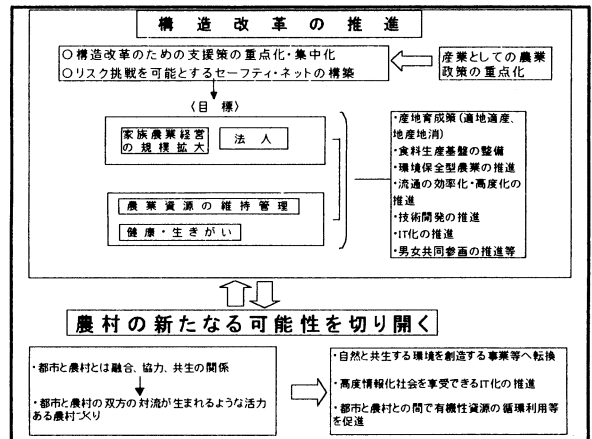 構造改革の推進
○構造改革のための支援策の重点化・集中化
○リスク挑戦を可能とするセーフティ・ネットの構築
産業としての農業
政策の重点化
〈目標〉
家族農業経営
の規模拡大
法人
農業資源の維持管理
健康・生きがい
・産地育成策(適地適産、
地産地消)
・食料生産基盤の整備
・環境保全型農業の推進
・流通の効率化・高度化の
推進
・技術開発の推進
・IT化の推進
・男女共同参画の推進等
農村の新たなる可能性を切り開く
・都市と農村とは融合、協力、共生の関係
・都市と農村の双方の対流が生まれるような活力
ある農村づくり
・自然と共生する環境を創造する事業等へ転換
・高度情報化社会を享受できるIT化の推進
・都市と農村との間で有機性資源の循環利用等
を促進